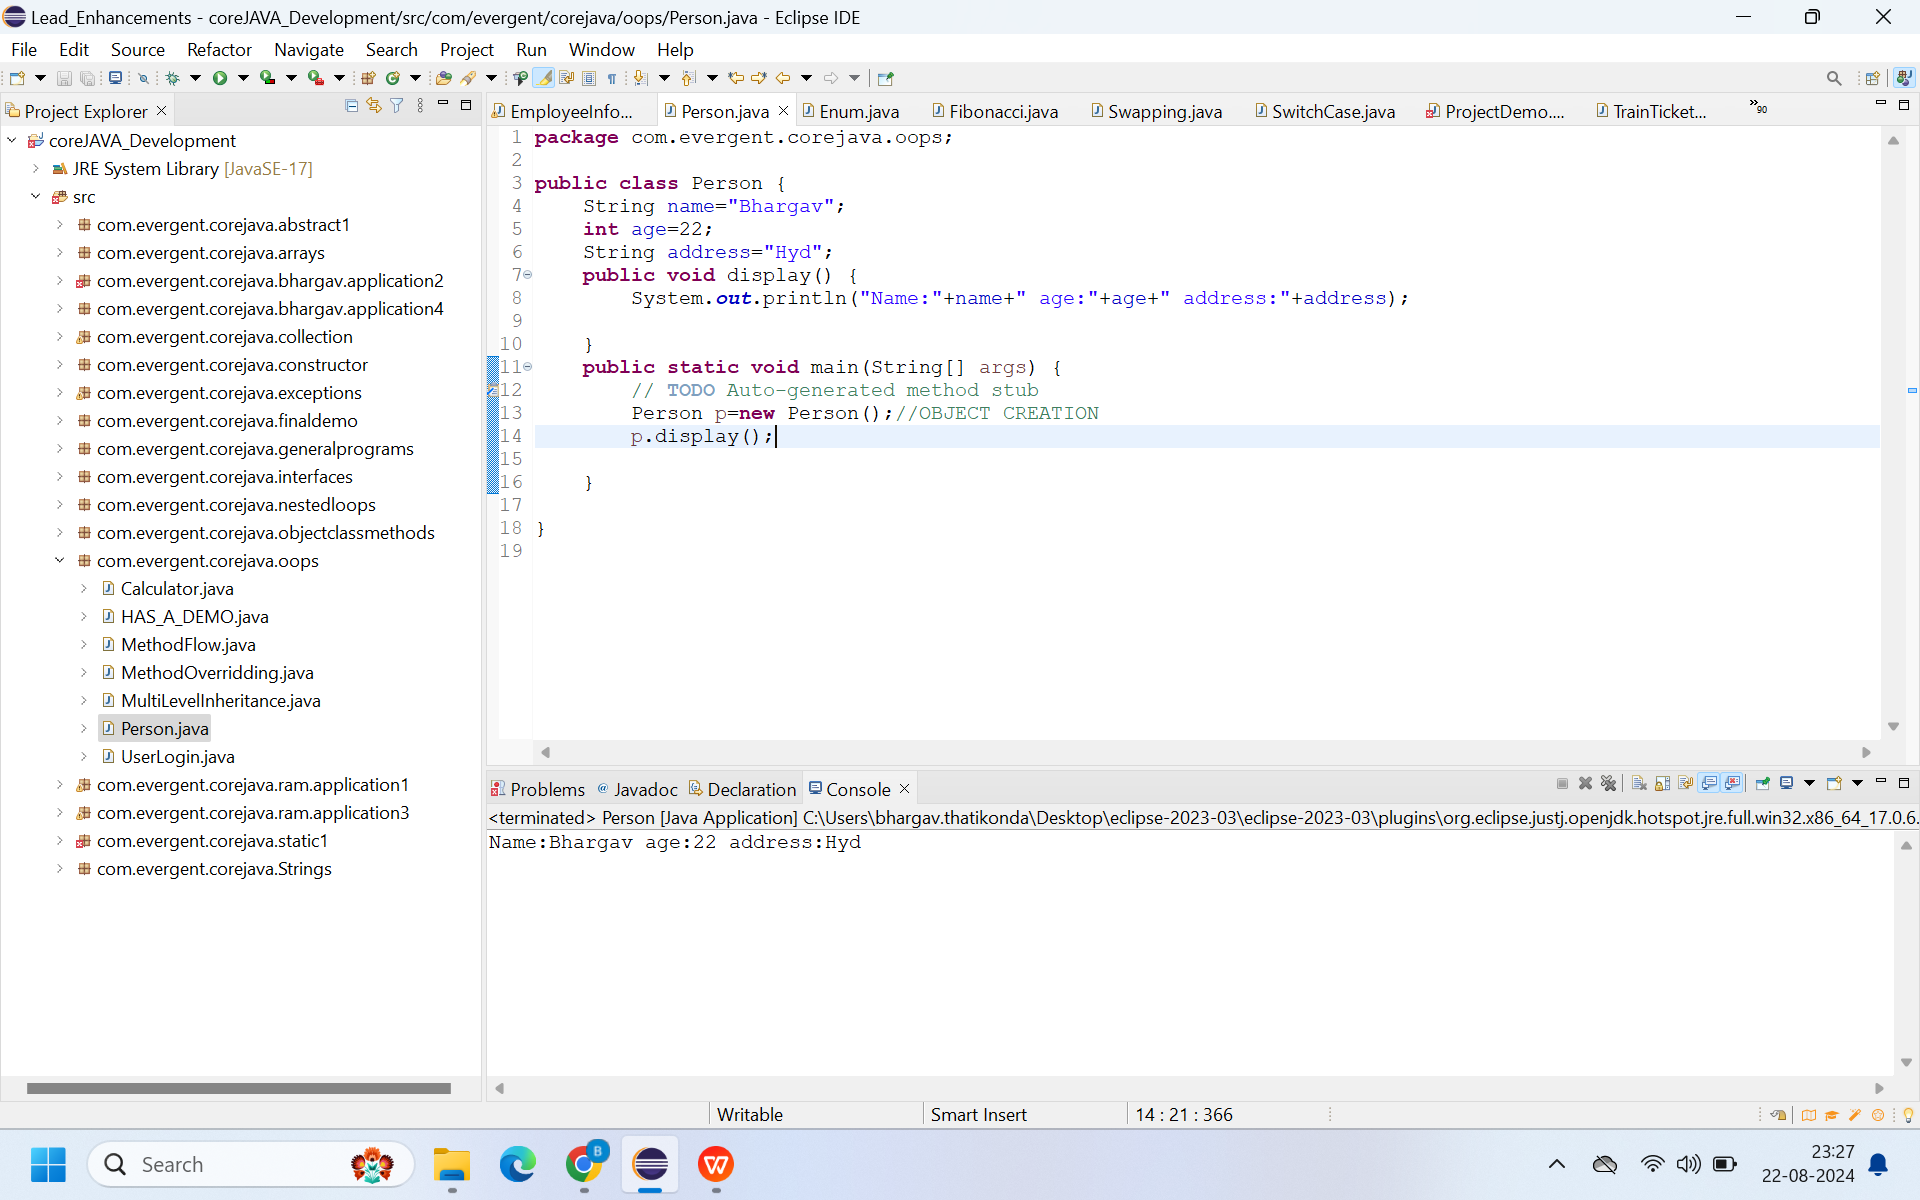 Lead_Enhancements - coreJAVA_Development/src/com/evergent/corejava/oops/Person.java - Eclipse IDE
File Edit Source Refactor Navigate Search Project Run Window Help
Project Explorer
coreJAVA_Development
JRE System Library [JavaSE-17]
src
com.evergent.corejava.abstract1
com.evergent.corejava.arrays
com.evergent.corejava.bhargav.application2
com.evergent.corejava.bhargav.application4
com.evergent.corejava.collection
com.evergent.corejava.constructor
com.evergent.corejava.exceptions
com.evergent.corejava.finaldemo
com.evergent.corejava.generalprograms
com.evergent.corejava.interfaces
com.evergent.corejava.nestedloops
com.evergent.corejava.objectclassmethods
com.evergent.corejava.oops
Calculator.java
HAS_A_DEMO.java
MethodFlow.java
MethodOverridding.java
MultiLevelInheritance.java
Person.java
UserLogin.java
com.evergent.corejava.ram.application1
com.evergent.corejava.ram.application3
com.evergent.corejava.static1
com.evergent.corejava.Strings
EmployeeInfo... Person.java Enum.java Fibonacci.java Swapping.java SwitchCase.java ProjectDemo.... TrainTicket... »90
1 package com.evergent.corejava.oops;
2
3 public class Person {
4 String name="Bhargav";
5 int age=22;
6 String address="Hyd";
7 public void display() {
8 System.out.println("Name:"+name+" age:"+age+" address:"+address);
9
10 }
11 public static void main(String[] args) {
12 // TODO Auto-generated method stub
13 Person p=new Person();//OBJECT CREATION
14 p.display();
15
16 }
17
18 }
19
Problems Javadoc Declaration Console
<terminated> Person [Java Application] C:\Users\bhargav.thatikonda\Desktop\eclipse-2023-03\eclipse-2023-03\plugins\org.eclipse.justj.openjdk.hotspot.jre.full.win32.x86_64_17.0.6.
Name:Bhargav age:22 address:Hyd
Writable Smart Insert 14 : 21 : 366
Search
B
W
23:27
22-08-2024